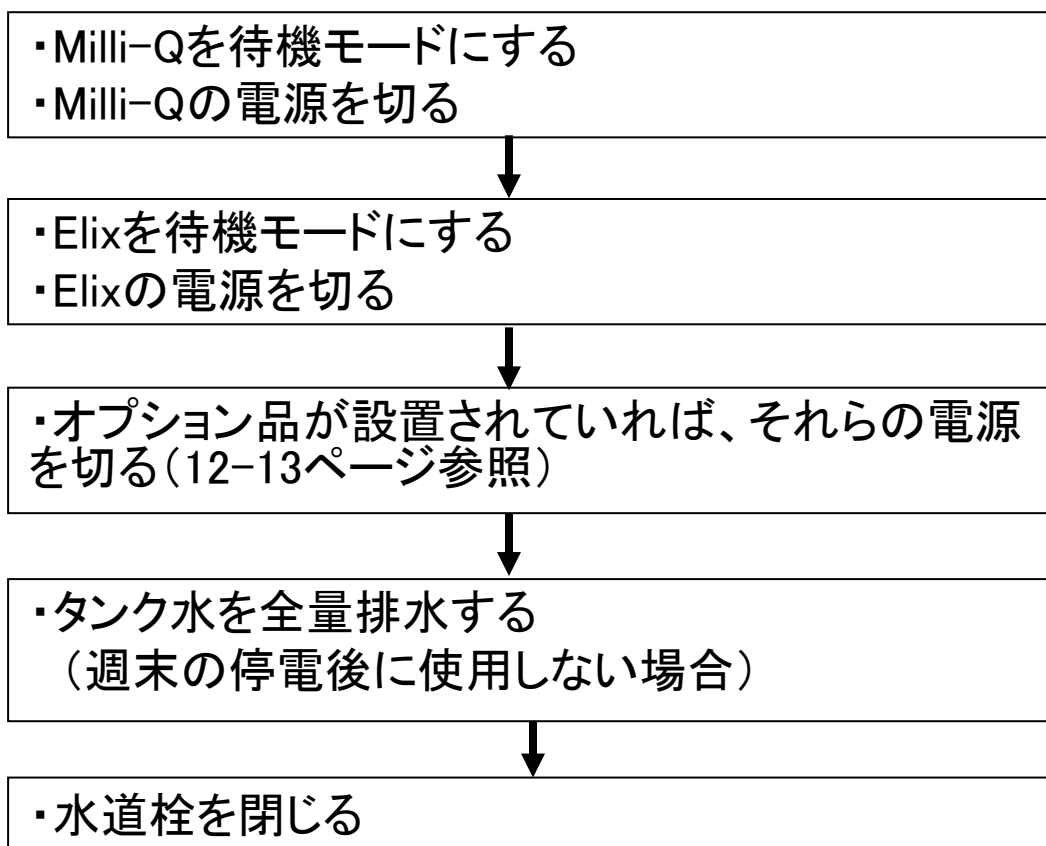 ・Milli-Qを待機モードにする
・Milli-Qの電源を切る
・Elixを待機モードにする
・Elixの電源を切る
・オプション品が設置されていれば、それらの電源
を切る(12-13ページ参照)
・タンク水を全量排水する
(週末の停電後に使用しない場合)
・水道栓を閉じる